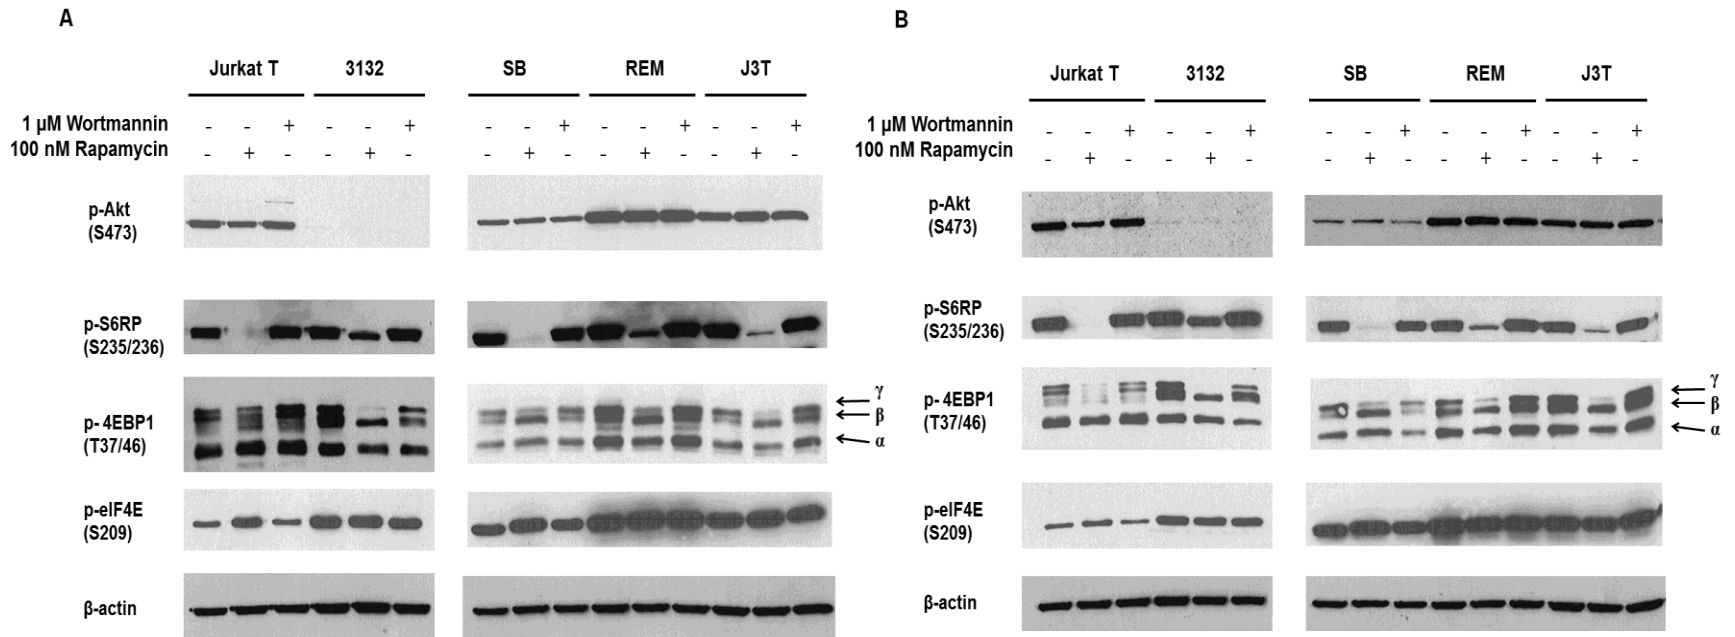 A
Jurkat T 3132 SB REM J3T
1 µM Wortmannin - - + - - + - - + - - + - - +
100 nM Rapamycin - + - - + - - + - - + - - + -
p-Akt
(S473)
p-S6RP
(S235/236)
γ
p- 4EBP1 β
(T37/46) α
p-eIF4E
(S209)
β-actin
B
Jurkat T 3132 SB REM J3T
1 µM Wortmannin - - + - - + - - + - - + - - +
100 nM Rapamycin - + - - + - - + - - + - - + -
p-Akt
(S473)
p-S6RP
(S235/236)
γ
p- 4EBP1 β
(T37/46) α
p-eIF4E
(S209)
β-actin